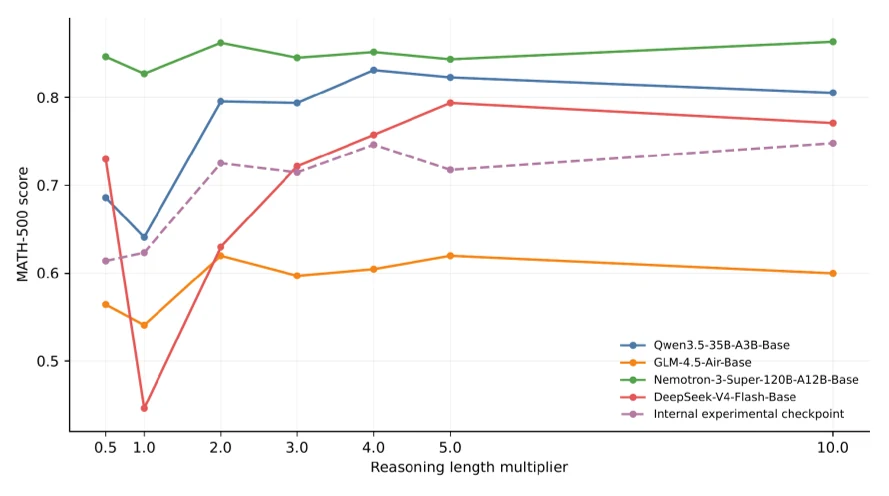 0.8
0.7
0.6
0.5
MATH-500 score
Qwen3.5-35B-A3B-Base
GLM-4.5-Air-Base
Nemotron-3-Super-120B-A12B-Base
DeepSeek-V4-Flash-Base
Internal experimental checkpoint
0.5 1.0 2.0 3.0 4.0 5.0 10.0
Reasoning length multiplier